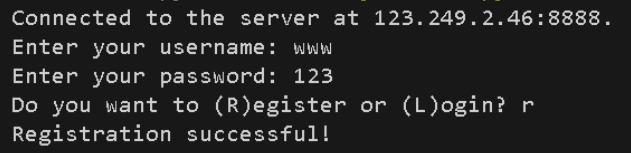 Connected to the server at 123.249.2.46:8888.
Enter your username: www
Enter your password: 123
Do you want to (R)egister or (L)ogin? r
Registration successful!